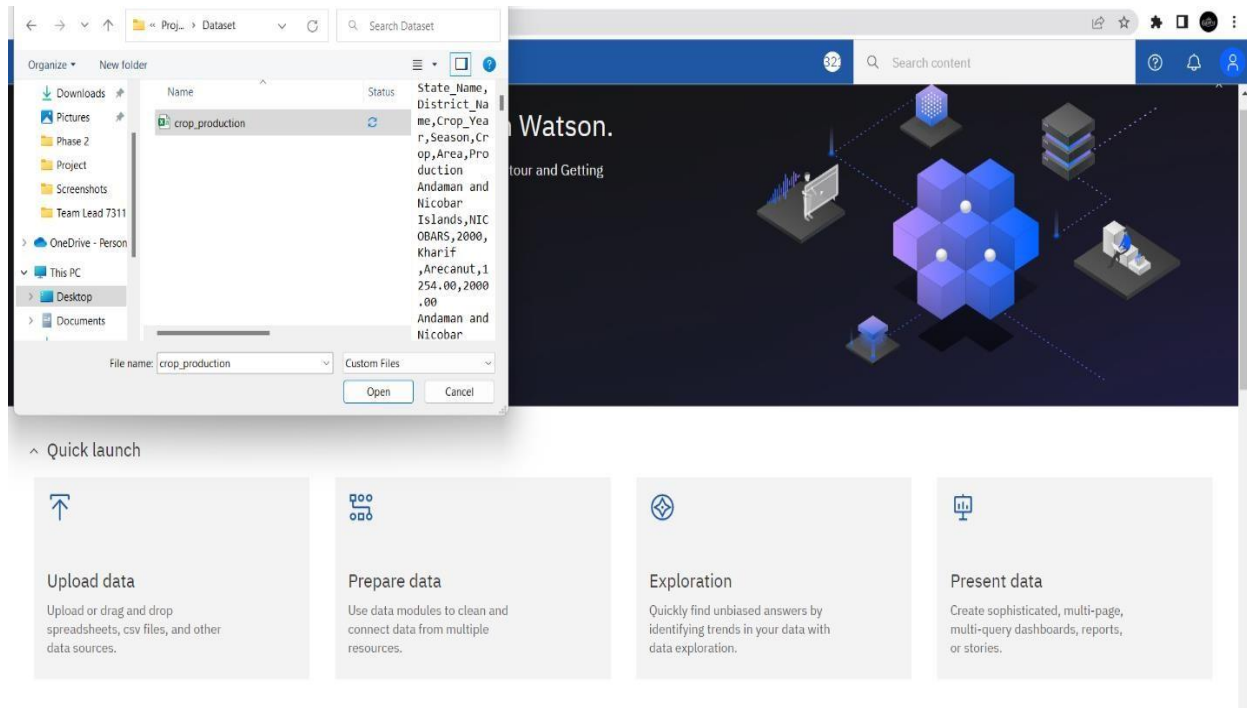 « Proj... › Dataset
Search Dataset
Organize
New folder
Downloads
Pictures
Phase 2
Project
Screenshots
Team Lead 7311
OneDrive - Person
This PC
Desktop
Documents
Name
Status
crop_production
State_Name,
District_Na
me,Crop_Yea
r,Season,Cr
op,Area,Pro
duction
Andaman and
Nicobar
Islands,NIC
OBARS,2000,
Kharif
,Arecanut,1
254.00,2000
.00
Andaman and
Nicobar
File name:
crop_production
Custom Files
Open
Cancel
Search content
Watson.
tour and Getting
Quick launch
Upload data
Upload or drag and drop
spreadsheets, csv files, and other
data sources.
Prepare data
Use data modules to clean and
connect data from multiple
resources.
Exploration
Quickly find unbiased answers by
identifying trends in your data with
data exploration.
Present data
Create sophisticated, multi-page,
multi-query dashboards, reports,
or stories.